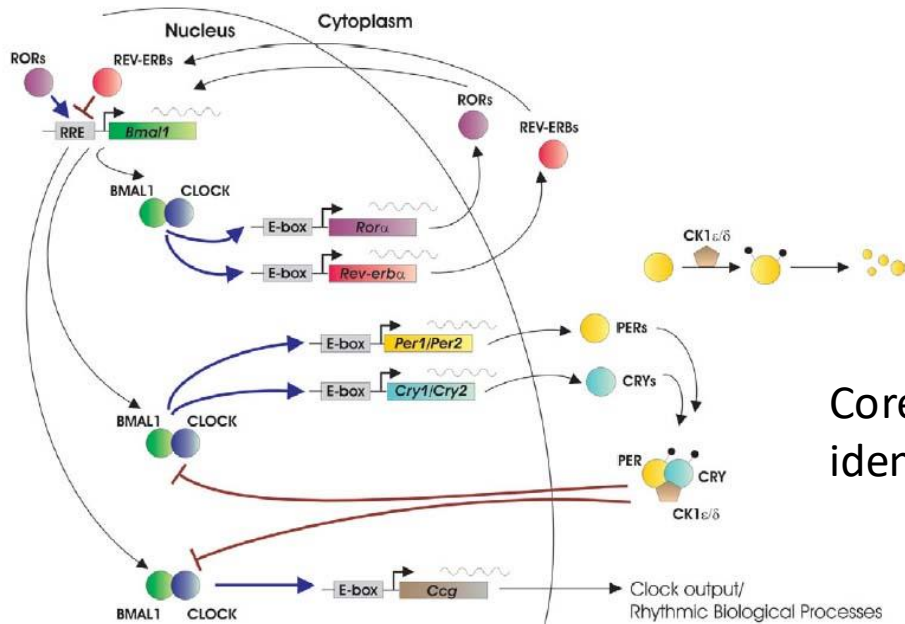 Nucleus
Cytoplasm
RORs
REV-ERBs
RRE
Bmal1
RORs
REV-ERBs
BMAL1
CLOCK
E-box
Rorα
E-box
Rev-erbα
CK1ε/δ
E-box
Per1/Per2
PERs
E-box
Cry1/Cry2
CRYs
BMAL1
CLOCK
PER
CRY
CK1ε/δ
BMAL1
CLOCK
E-box
Ccg
Clock output/
Rhythmic Biological Processes
Core
iden